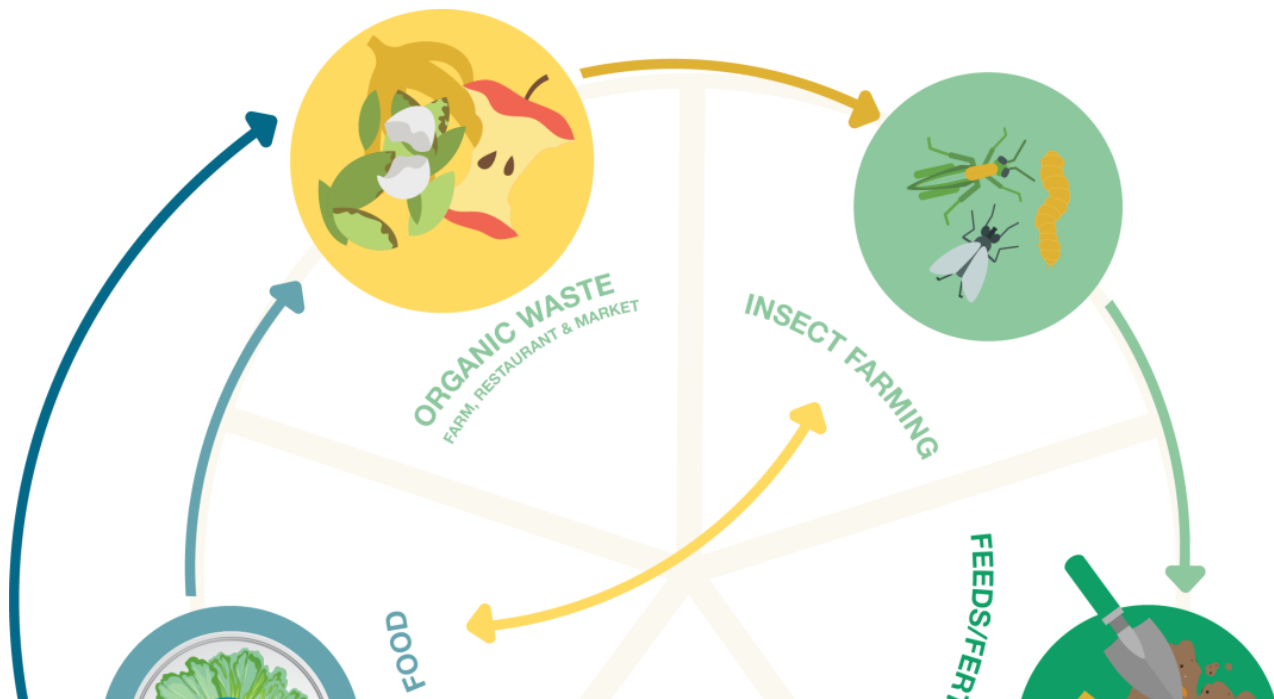 ORGANIC WASTE
FARM, RESTAURANT & MARKET
INSECT FARMING
FOOD